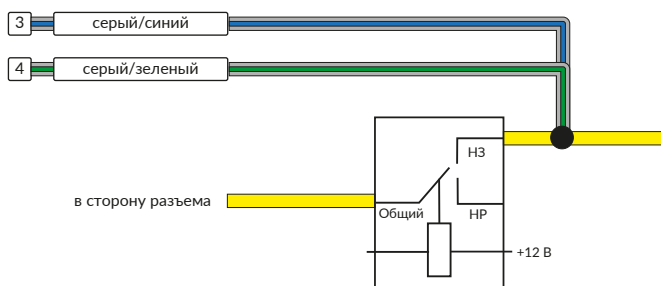 3 серый/синий
4 серый/зеленый
НЗ
в сторону разъема
Общий
НР
+12 В